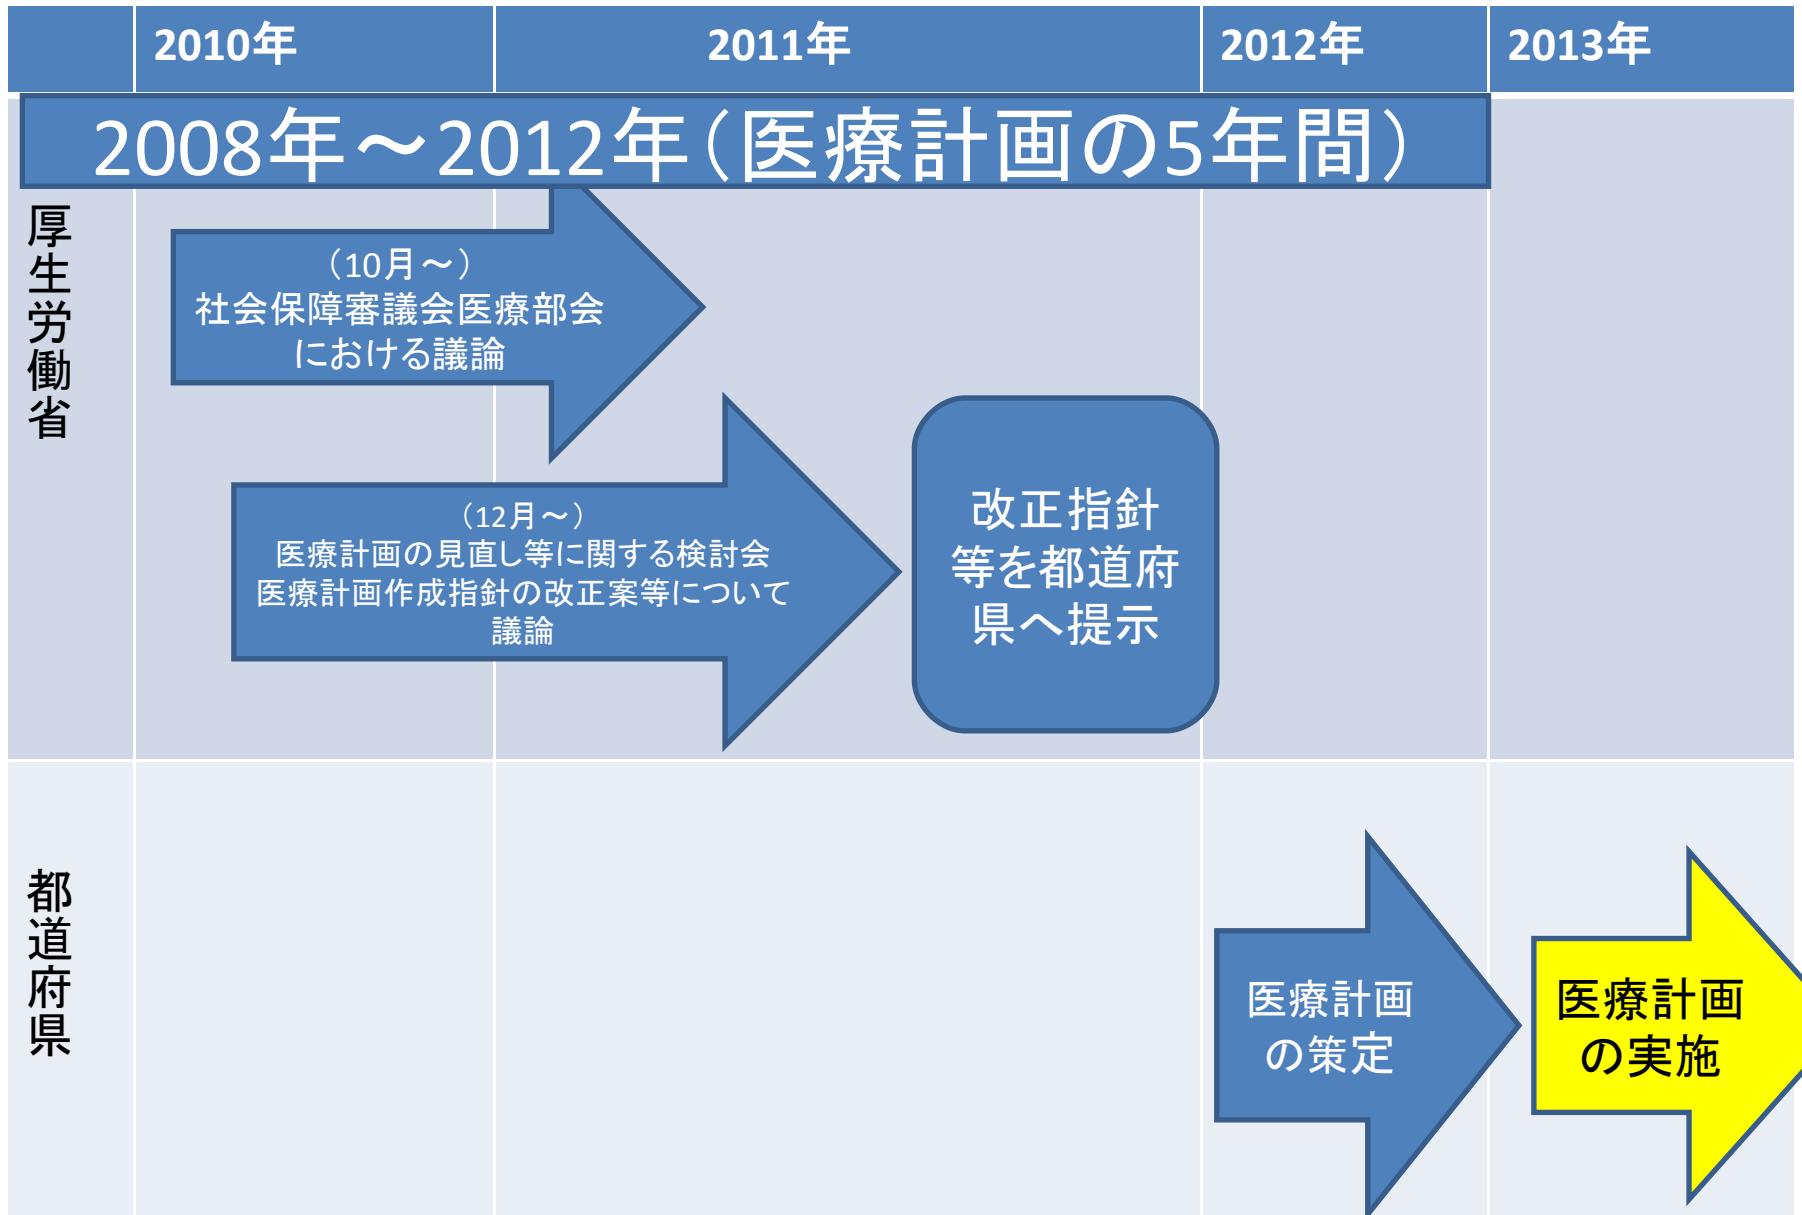 2010年
2011年
2012年
2013年
2008年～2012年（医療計画の5年間）
厚生労働省
（10月～）
社会保障審議会医療部会
における議論
（12月～）
医療計画の見直し等に関する検討会
医療計画作成指針の改正案等について
議論
改正指針
等を都道府
県へ提示
都道府県
医療計画
の策定
医療計画
の実施